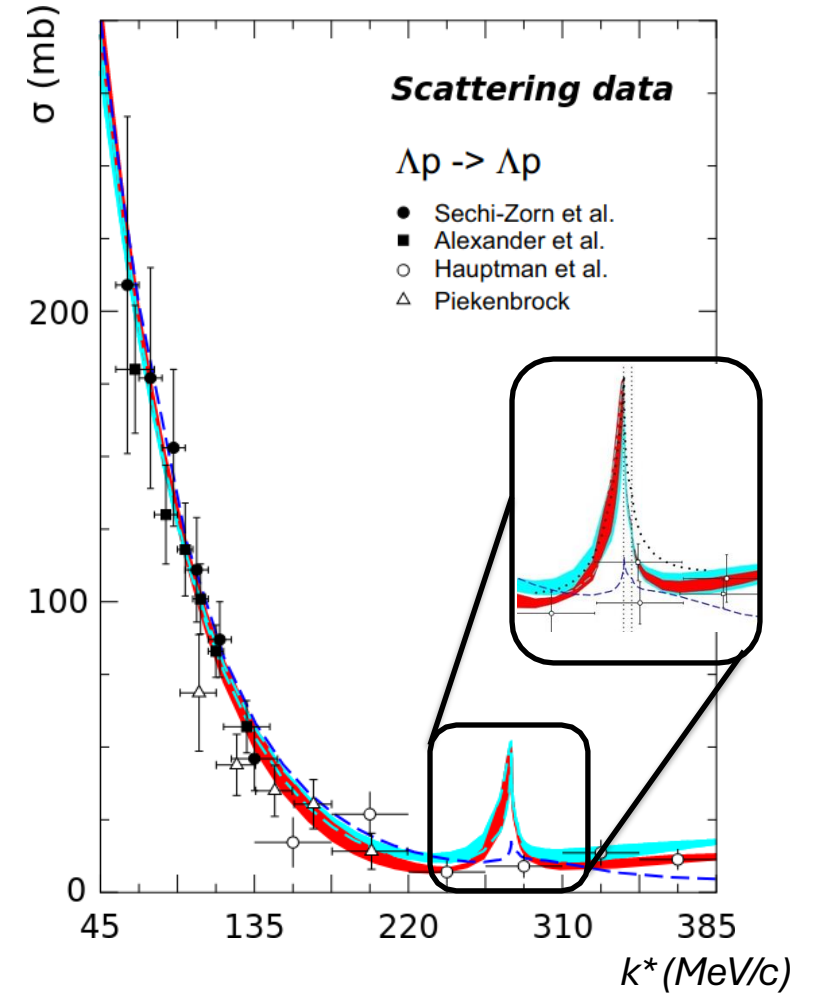 σ (mb)
Scattering data
Λp -> Λp
Sechi-Zorn et al.
Alexander et al.
Hauptman et al.
Piekenbrock
200
100
0
45 135 220 310 385
k* (MeV/c)